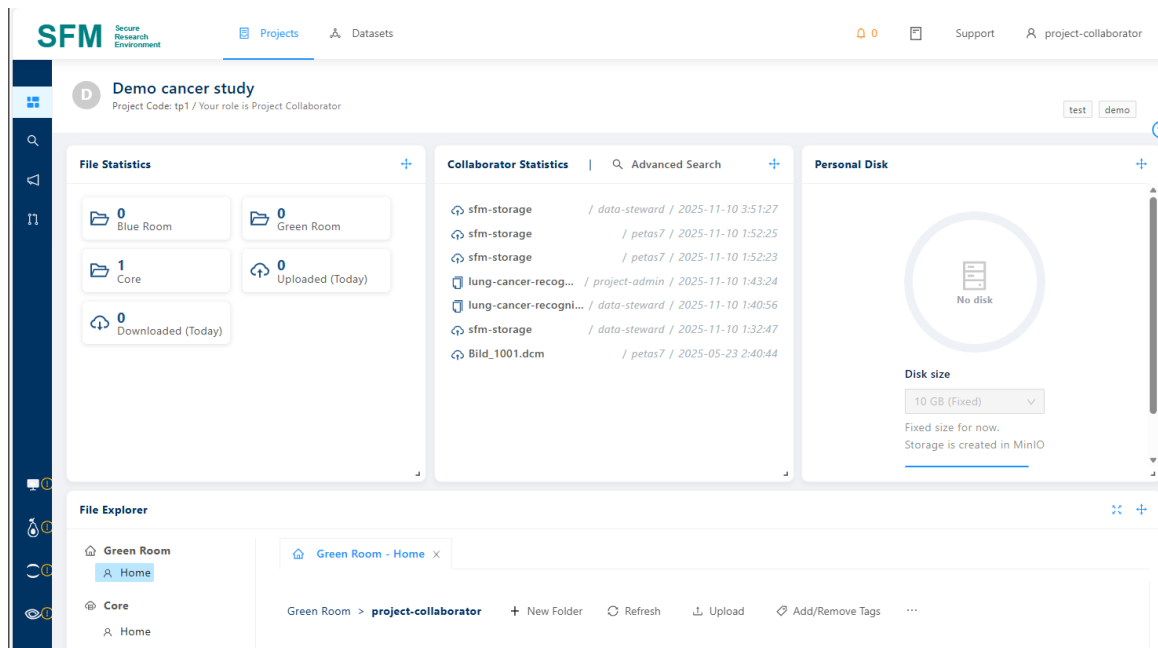 SFM Secure Research Environment
Projects
Datasets
0
Support
project-collaborator
D
Demo cancer study
Project Code: tp1 / Your role is Project Collaborator
test
demo
File Statistics
0
Blue Room
0
Green Room
1
Core
0
Uploaded (Today)
0
Downloaded (Today)
Collaborator Statistics | Advanced Search
sfm-storage / data-steward / 2025-11-10 3:51:27
sfm-storage / petas7 / 2025-11-10 1:52:25
sfm-storage / petas7 / 2025-11-10 1:52:23
lung-cancer-recog... / project-admin / 2025-11-10 1:43:24
lung-cancer-recogni... / data-steward / 2025-11-10 1:40:56
sfm-storage / data-steward / 2025-11-10 1:32:47
Bild_1001.dcm / petas7 / 2025-05-23 2:40:44
Personal Disk
No disk
Disk size
10 GB (Fixed)
Fixed size for now.
Storage is created in MinIO
File Explorer
Green Room
Home
Core
Home
Green Room - Home
Green Room > project-collaborator
+ New Folder
Refresh
Upload
Add/Remove Tags
...